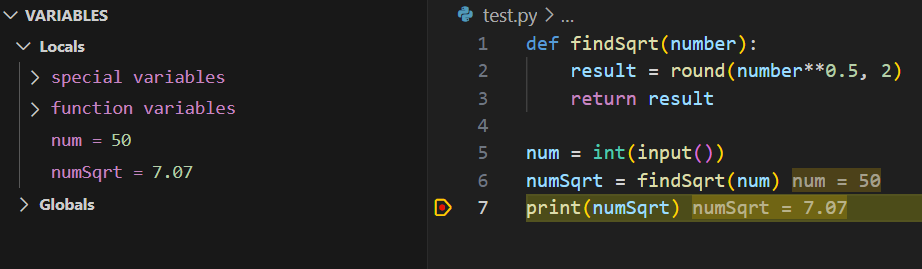 VARIABLES
Locals
special variables
function variables
num = 50
numSqrt = 7.07
Globals
test.py > ...
1 def findSqrt(number):
2     result = round(number**0.5, 2)
3     return result
4
5 num = int(input())
6 numSqrt = findSqrt(num) num = 50
7 print(numSqrt) numSqrt = 7.07